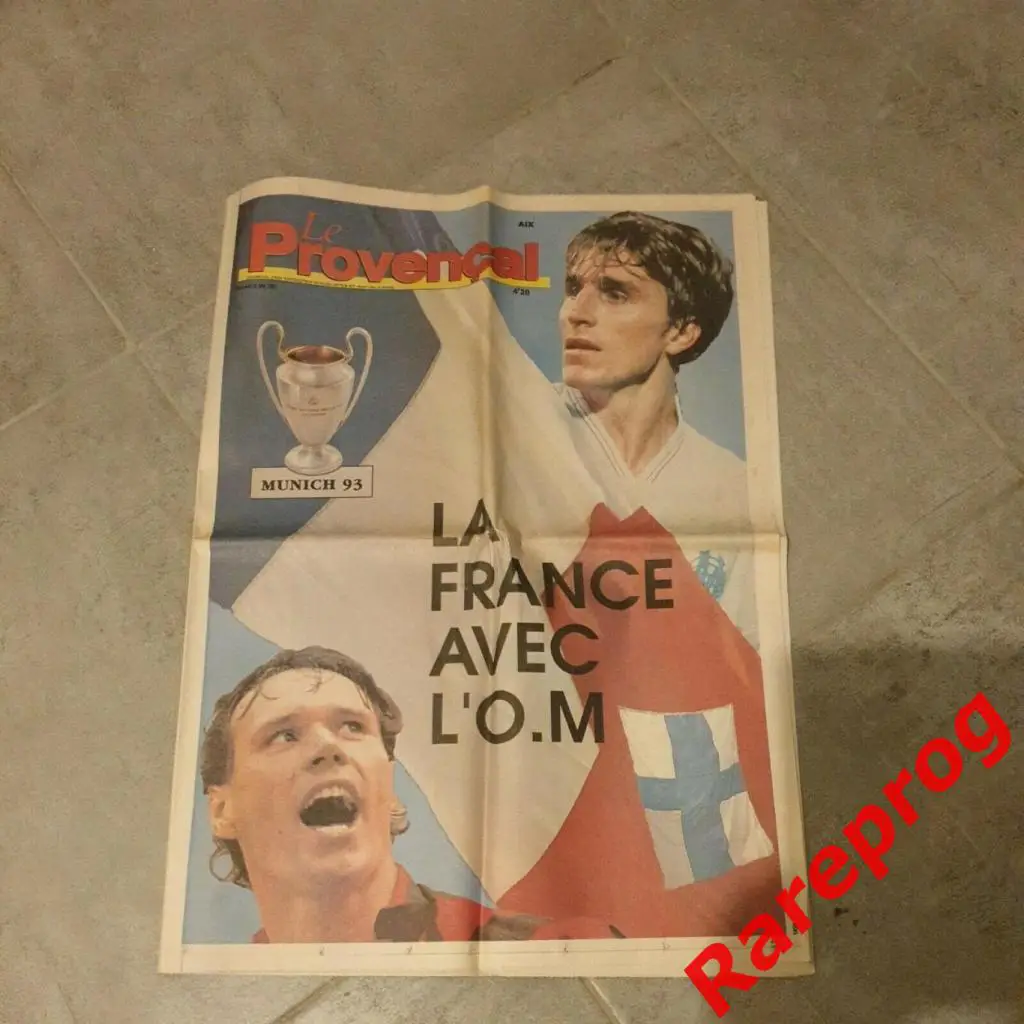 Le
Provençal
AIX
4F20
MUNICH 93
LA
FRANCE
AVEC
L'O.M
Rareprog